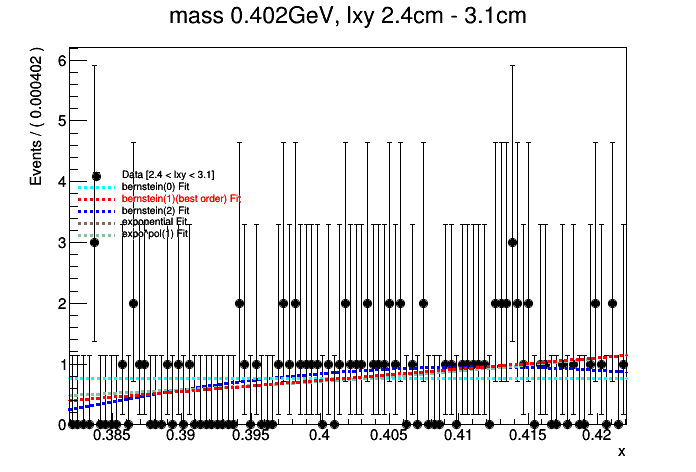 mass 0.402GeV, lxy 2.4cm - 3.1cm
Events / ( 0.000402 )
6
5
4
3
2
1
0
Data [2.4 < lxy < 3.1]
bernstein(0) Fit
bernstein(1)(best order) Fit
bernstein(2) Fit
exponential Fit
expo*pol(1) Fit
0.385 0.39 0.395 0.4 0.405 0.41 0.415 0.42
x